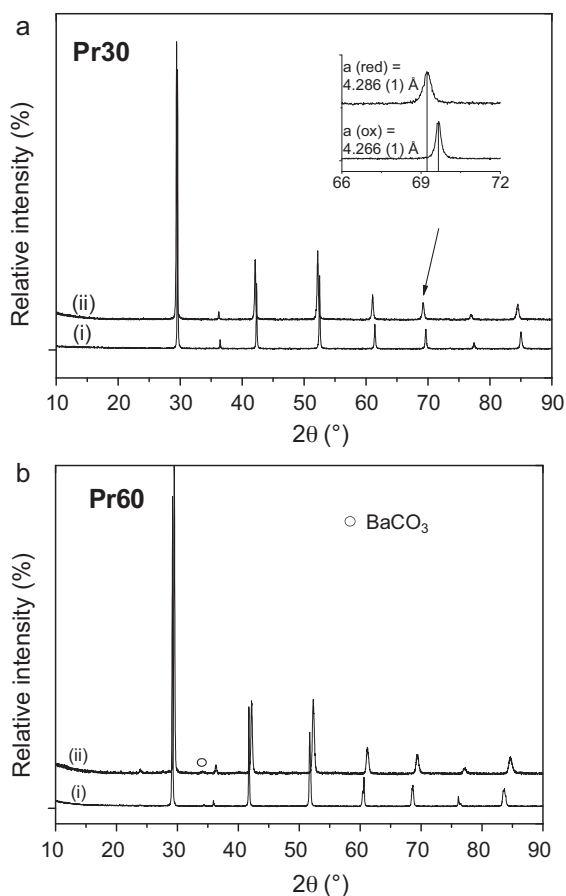 a
Pr30
a (red) =
4.286 (1) Å
a (ox) =
4.266 (1) Å
66 69 72
Relative intensity (%)
(ii)
(i)
10 20 30 40 50 60 70 80 90
2θ (°)
b
Pr60
○ BaCO₃
Relative intensity (%)
(ii)
(i)
10 20 30 40 50 60 70 80 90
2θ (°)